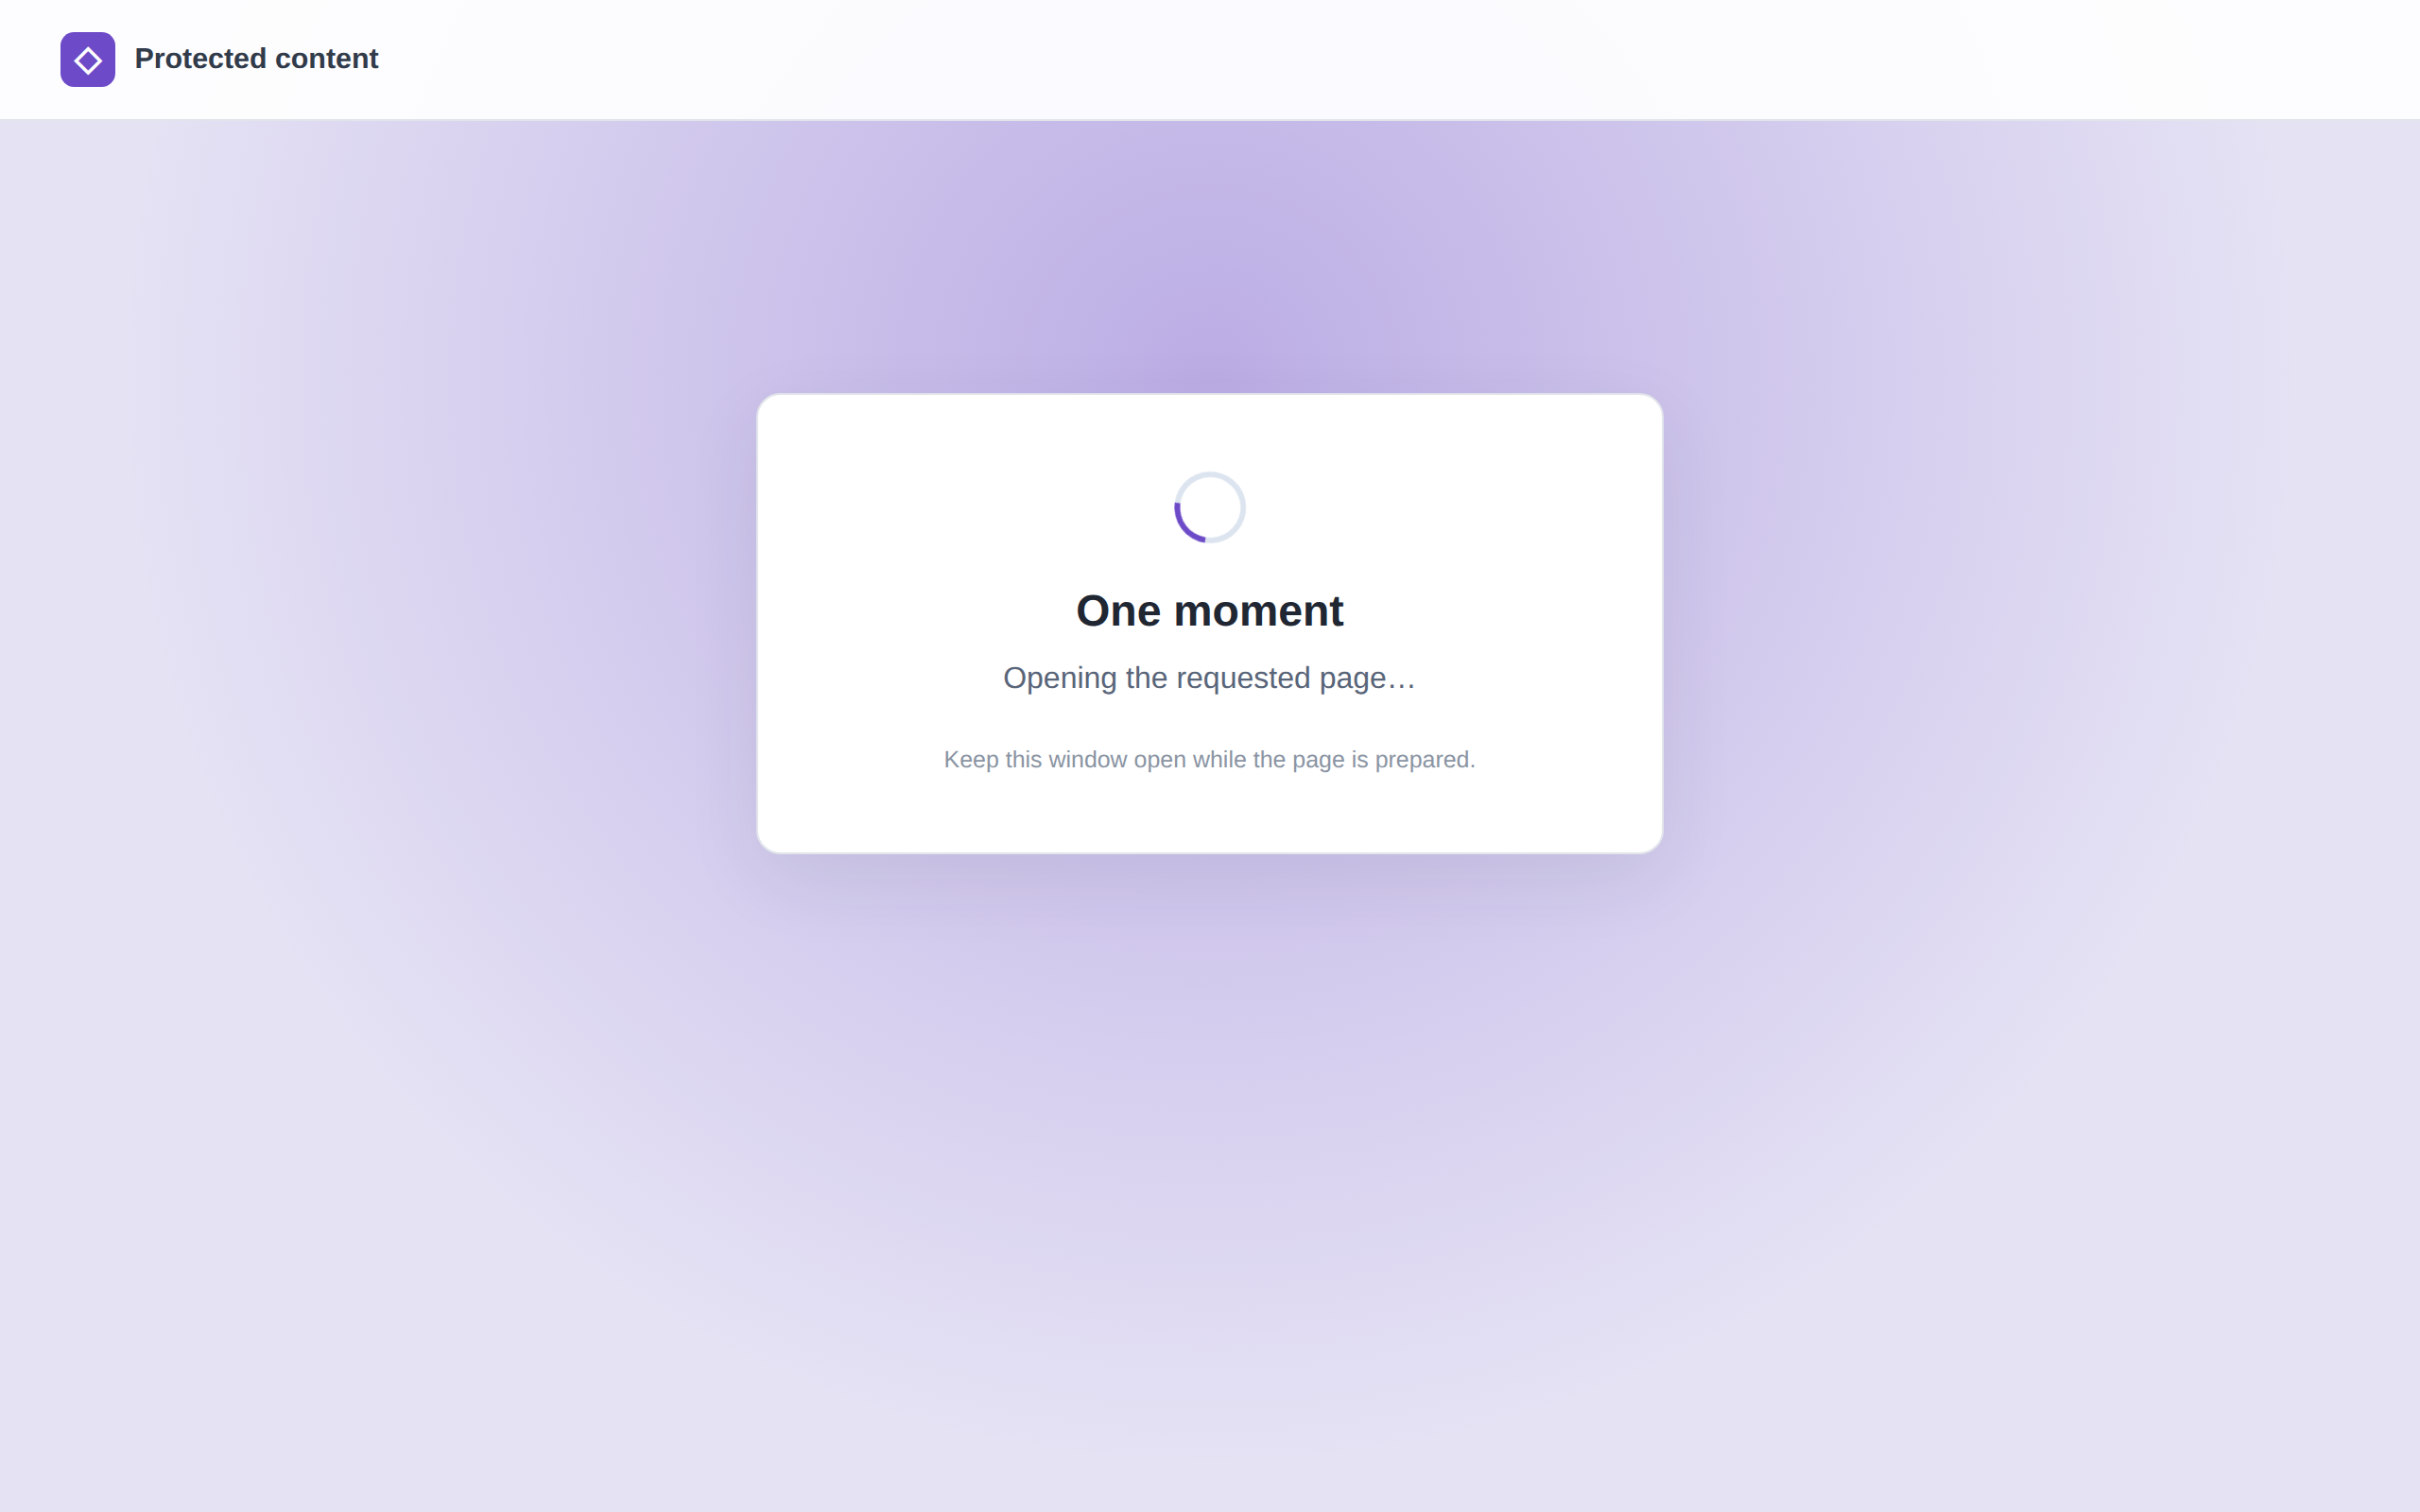 Protected content
One moment
Opening the requested page…
Keep this window open while the page is prepared.